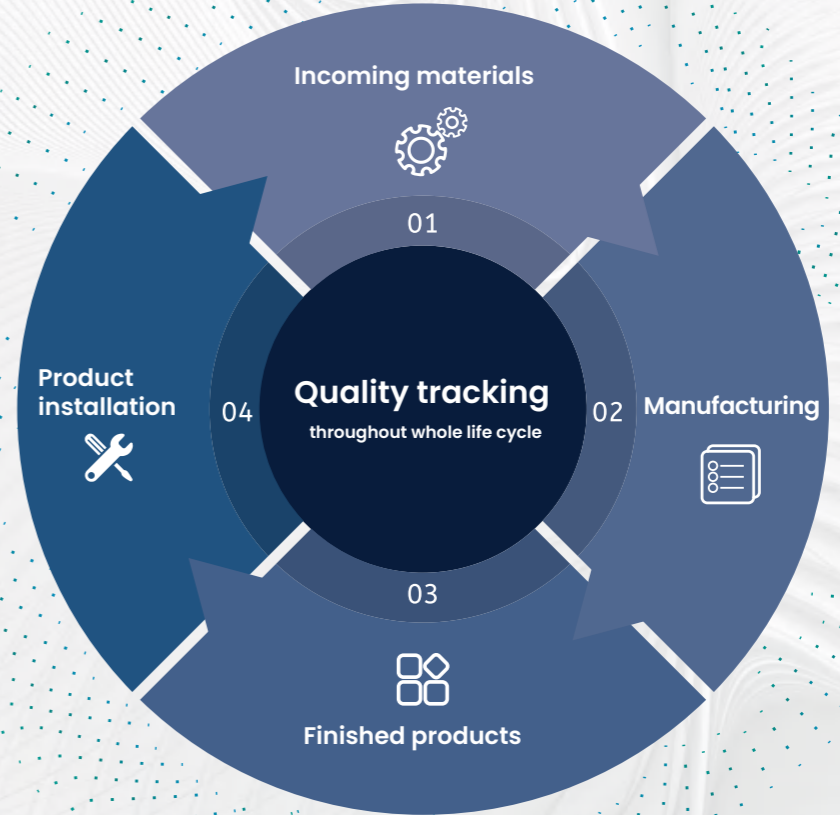 Incoming materials
01
Quality tracking
throughout whole life cycle
02
Manufacturing
03
Finished products
04
Product
installation